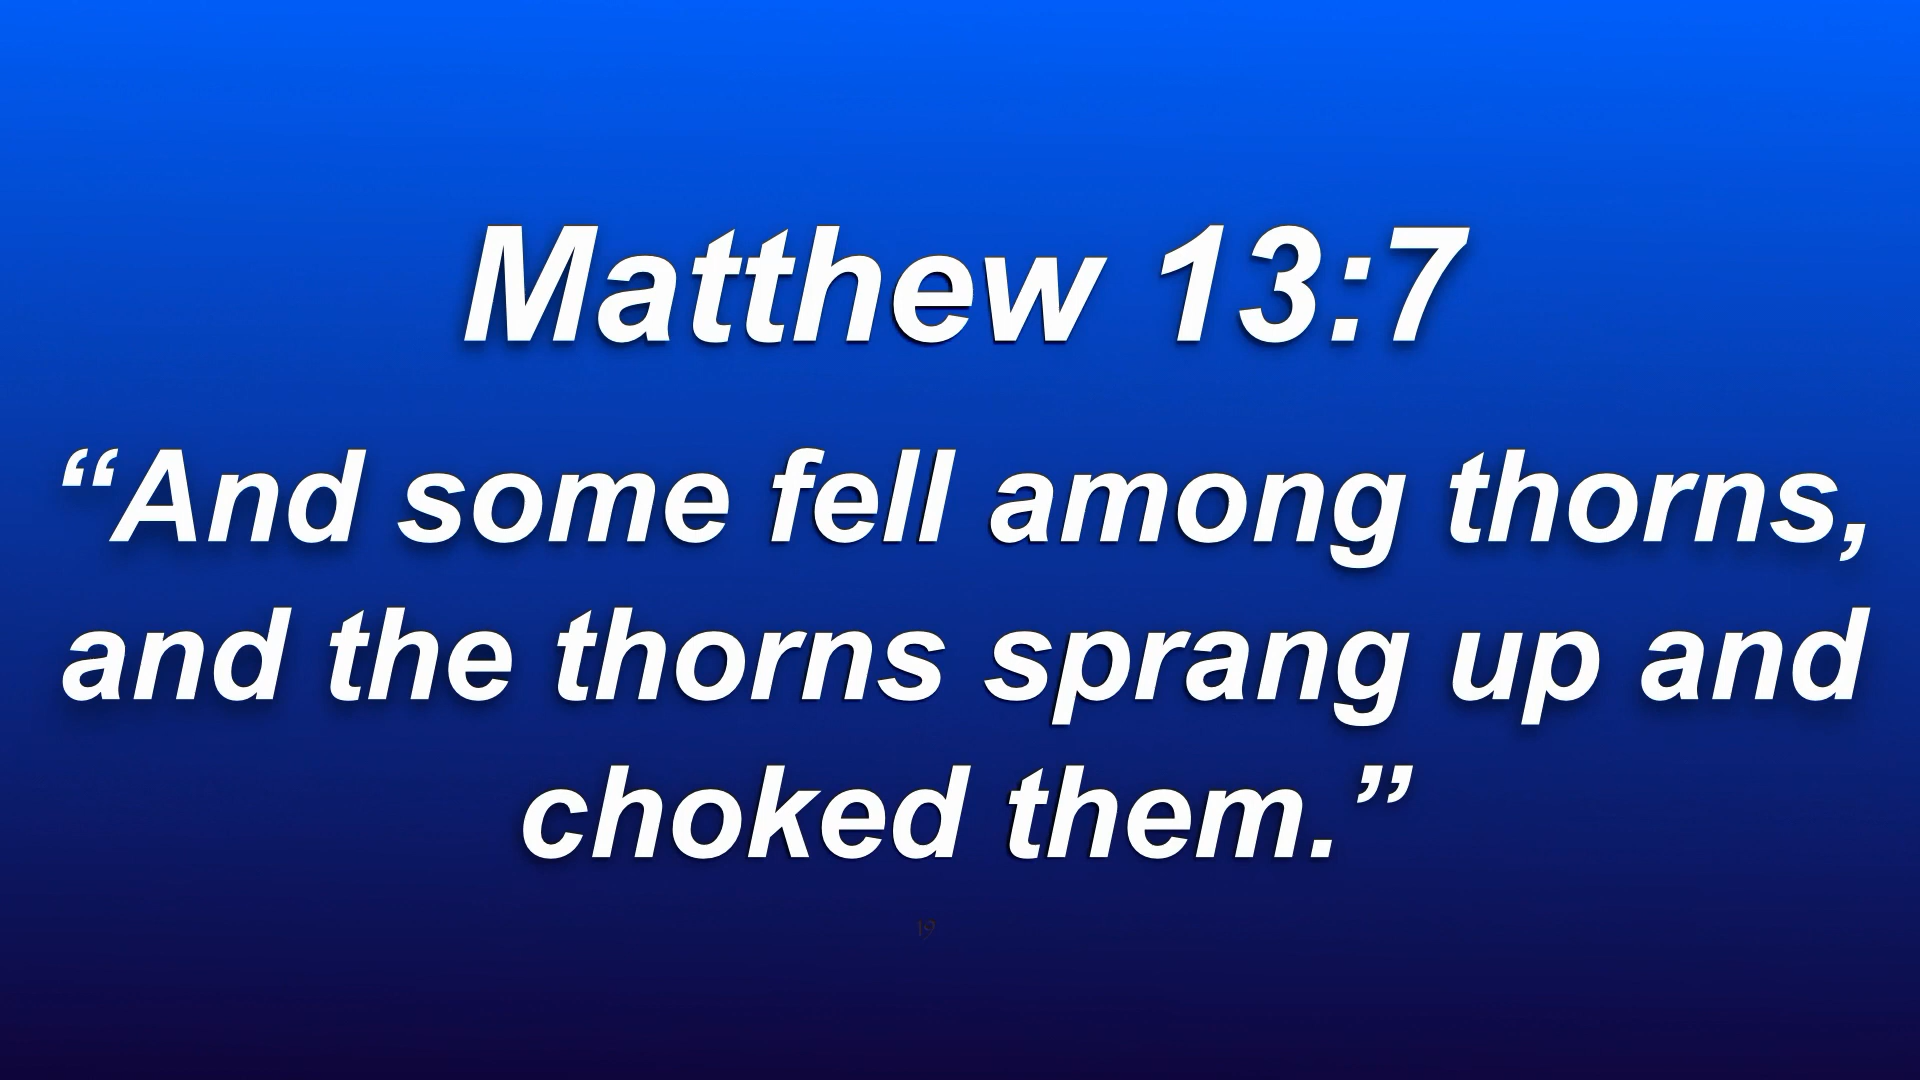 Matthew 13:7
“And some fell among thorns,
and the thorns sprang up and
choked them.”
19